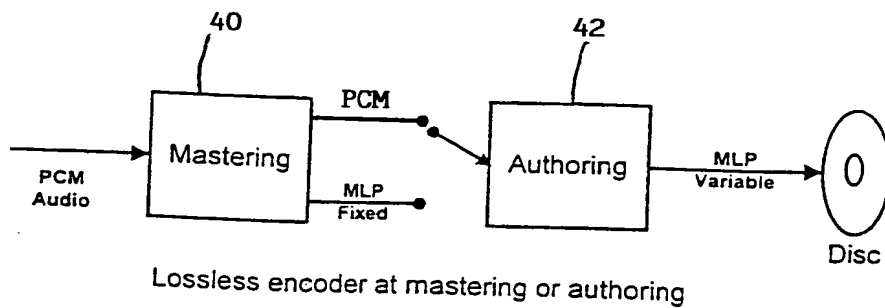 40
42
PCM
Mastering
Authoring
MLP
Variable
PCM
Audio
MLP
Fixed
Disc
Lossless encoder at mastering or authoring